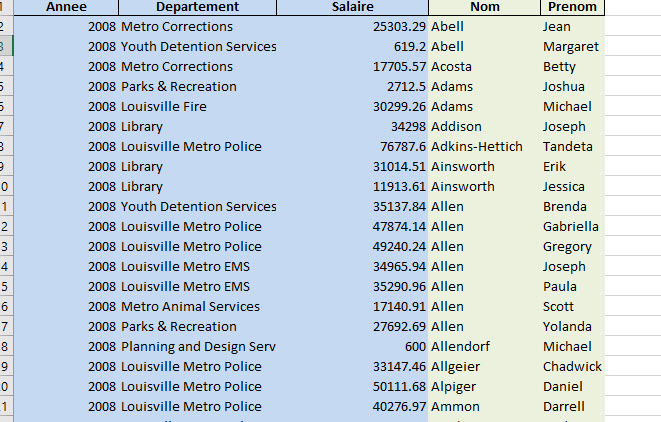 1 Annee Departement Salaire Nom Prenom
2 2008 Metro Corrections 25303.29 Abell Jean
3 2008 Youth Detention Services 619.2 Abell Margaret
4 2008 Metro Corrections 17705.57 Acosta Betty
5 2008 Parks & Recreation 2712.5 Adams Joshua
6 2008 Louisville Fire 30299.26 Adams Michael
7 2008 Library 34298 Addison Joseph
8 2008 Louisville Metro Police 76787.6 Adkins-Hettich Tandeta
9 2008 Library 31014.51 Ainsworth Erik
0 2008 Library 11913.61 Ainsworth Jessica
1 2008 Youth Detention Services 35137.84 Allen Brenda
2 2008 Louisville Metro Police 47874.14 Allen Gabriella
3 2008 Louisville Metro Police 49240.24 Allen Gregory
4 2008 Louisville Metro EMS 34965.94 Allen Joseph
5 2008 Louisville Metro EMS 35290.96 Allen Paula
6 2008 Metro Animal Services 17140.91 Allen Scott
7 2008 Parks & Recreation 27692.69 Allen Yolanda
8 2008 Planning and Design Serv 600 Allendorf Michael
9 2008 Louisville Metro Police 33147.46 Allgeier Chadwick
0 2008 Louisville Metro Police 50111.68 Alpiger Daniel
1 2008 Louisville Metro Police 40276.97 Ammon Darrell